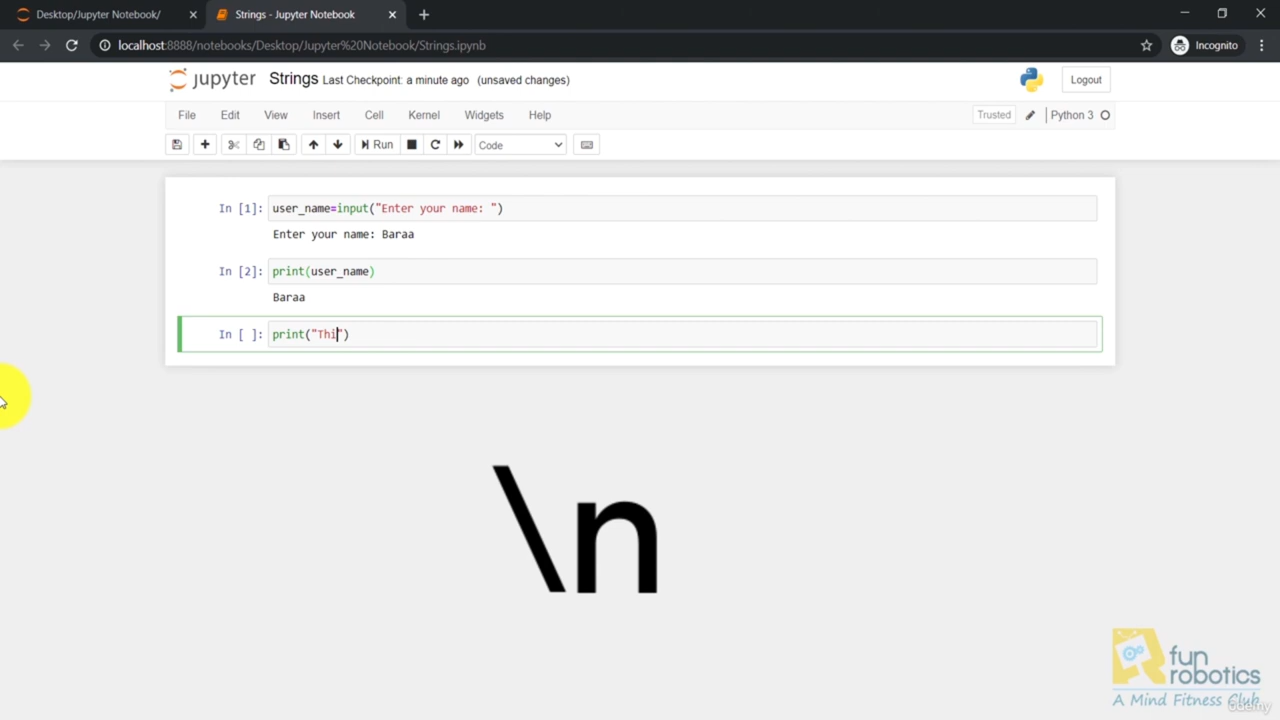 Desktop/Jupyter Notebook/
Strings - Jupyter Notebook
localhost:8888/notebooks/Desktop/Jupyter%20Notebook/Strings.ipynb
Incognito
jupyter Strings Last Checkpoint: a minute ago (unsaved changes)
Logout
File Edit View Insert Cell Kernel Widgets Help
Trusted
Python 3
Run
Code
In [1]: user_name=input("Enter your name: ")
Enter your name: Baraa
In [2]: print(user_name)
Baraa
In [ ]: print("Thi")
\n
fun
robotics
A Mind Fitness Club
udemy